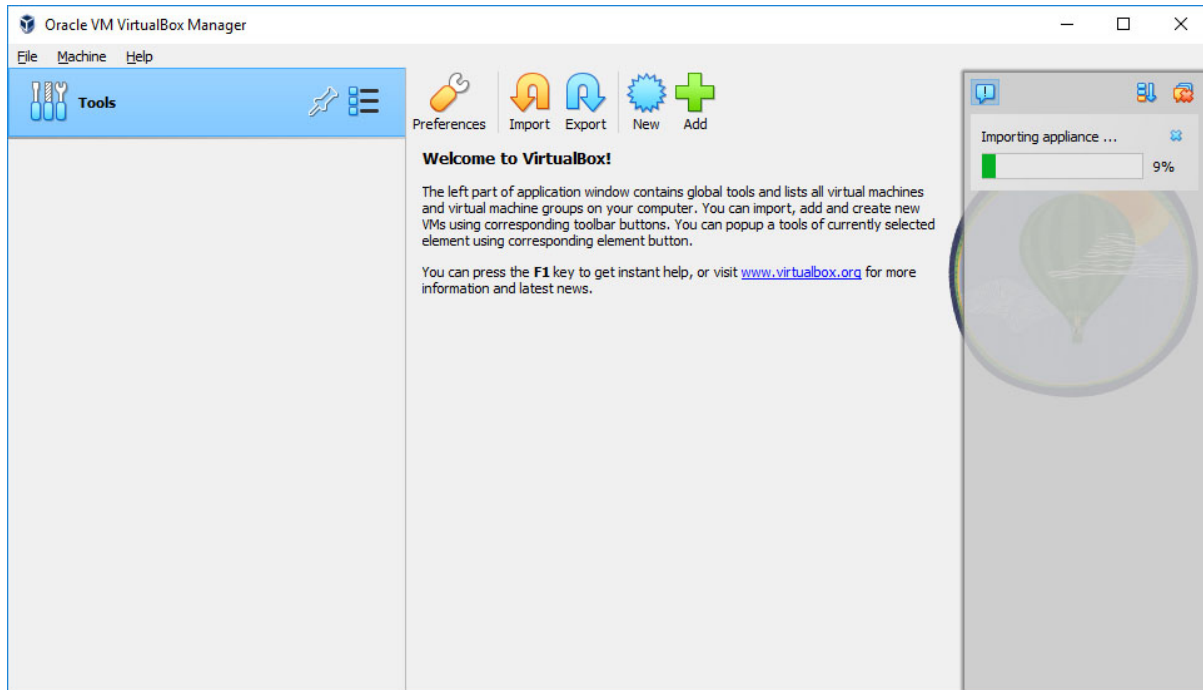 Oracle VM VirtualBox Manager
File Machine Help
Tools
Preferences Import Export New Add
Welcome to VirtualBox!
The left part of application window contains global tools and lists all virtual machines
and virtual machine groups on your computer. You can import, add and create new
VMs using corresponding toolbar buttons. You can popup a tools of currently selected
element using corresponding element button.
You can press the F1 key to get instant help, or visit www.virtualbox.org for more
information and latest news.
Importing appliance ...
9%